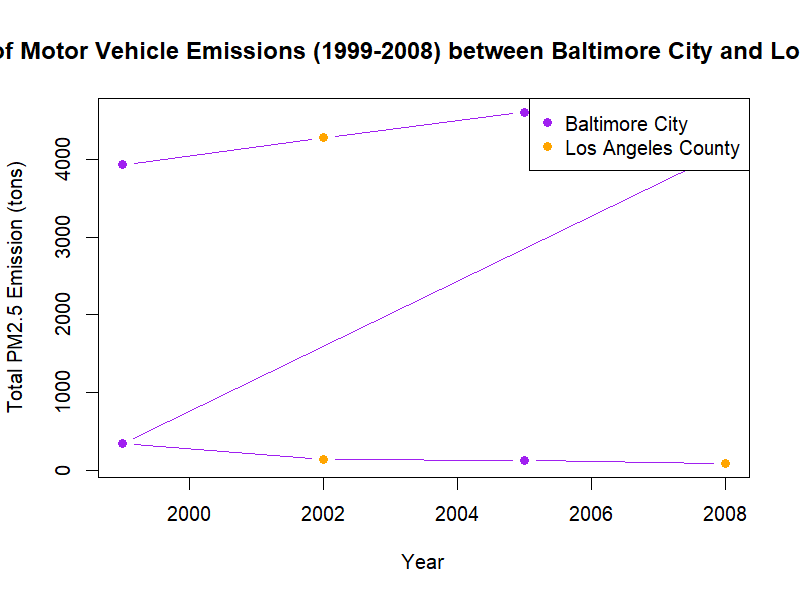 of Motor Vehicle Emissions (1999-2008) between Baltimore City and Lo
Baltimore City
Los Angeles County
Total PM2.5 Emission (tons)
4000
3000
2000
1000
0
2000 2002 2004 2006 2008
Year